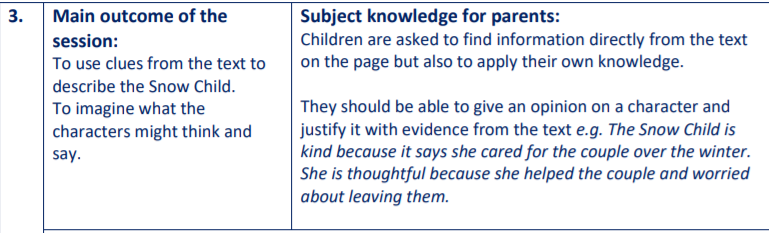 3.
Main outcome of the
session:
To use clues from the text to
describe the Snow Child.
To imagine what the
characters might think and
say.
Subject knowledge for parents:
Children are asked to find information directly from the text
on the page but also to apply their own knowledge.
They should be able to give an opinion on a character and
justify it with evidence from the text e.g. The Snow Child is
kind because it says she cared for the couple over the winter.
She is thoughtful because she helped the couple and worried
about leaving them.